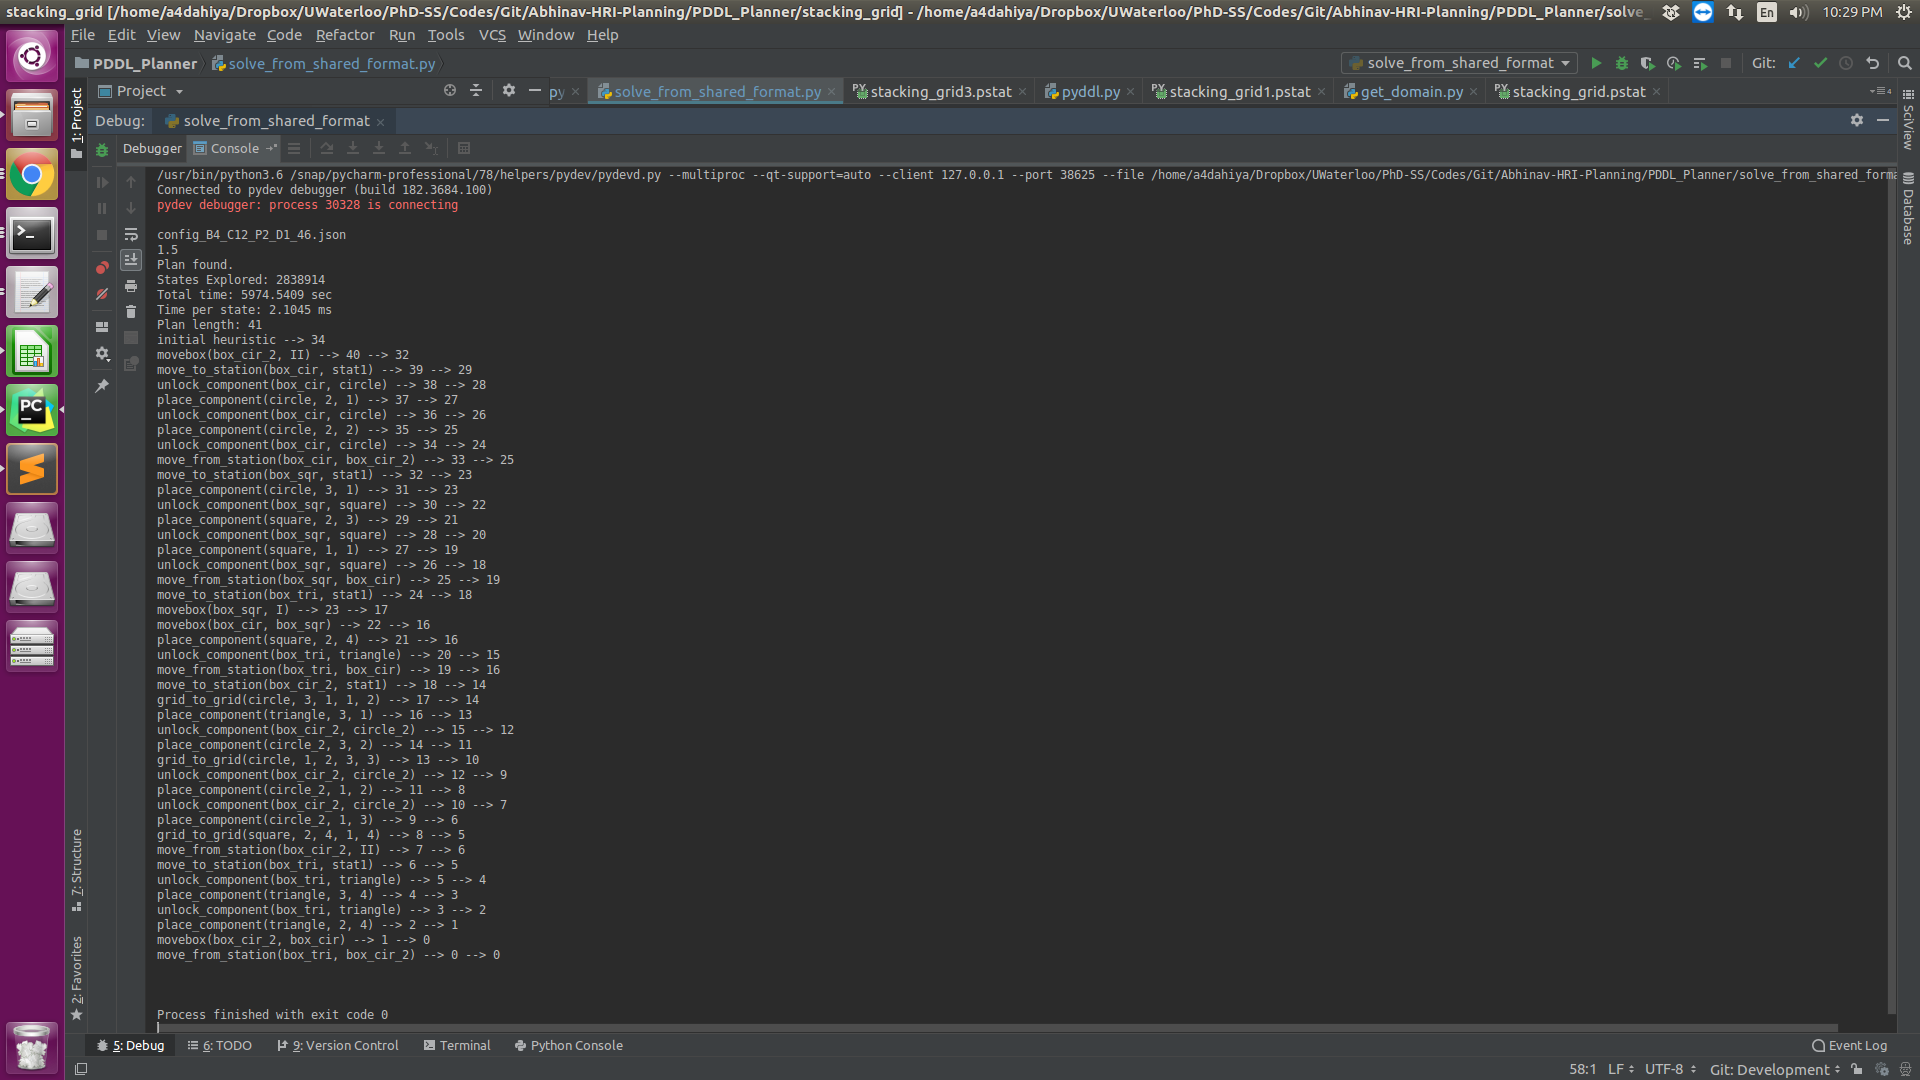 stacking_grid [/home/a4dahiya/Dropbox/UWaterloo/PhD-SS/Codes/Git/Abhinav-HRI-Planning/PDDL_Planner/stacking_grid] - /home/a4dahiya/Dropbox/UWaterloo/PhD-SS/Codes/Git/Abhinav-HRI-Planning/PDDL_Planner/solve_ En 10:29 PM
File Edit View Navigate Code Refactor Run Tools VCS Window Help
PDDL_Planner solve_from_shared_format.py solve_from_shared_format Git:
1: Project
Project py solve_from_shared_format.py stacking_grid3.pstat pyddl.py stacking_grid1.pstat get_domain.py stacking_grid.pstat
SciView
Database
Debug: solve_from_shared_format
Debugger Console
/usr/bin/python3.6 /snap/pycharm-professional/78/helpers/pydev/pydevd.py --multiproc --qt-support=auto --client 127.0.0.1 --port 38625 --file /home/a4dahiya/Dropbox/UWaterloo/PhD-SS/Codes/Git/Abhinav-HRI-Planning/PDDL_Planner/solve_from_shared_forma
Connected to pydev debugger (build 182.3684.100)
pydev debugger: process 30328 is connecting
config_B4_C12_P2_D1_46.json
1.5
Plan found.
States Explored: 2838914
Total time: 5974.5409 sec
Time per state: 2.1045 ms
Plan length: 41
initial heuristic --> 34
movebox(box_cir_2, II) --> 40 --> 32
move_to_station(box_cir, stat1) --> 39 --> 29
unlock_component(box_cir, circle) --> 38 --> 28
place_component(circle, 2, 1) --> 37 --> 27
unlock_component(box_cir, circle) --> 36 --> 26
place_component(circle, 2, 2) --> 35 --> 25
unlock_component(box_cir, circle) --> 34 --> 24
move_from_station(box_cir, box_cir_2) --> 33 --> 25
move_to_station(box_sqr, stat1) --> 32 --> 23
place_component(circle, 3, 1) --> 31 --> 23
unlock_component(box_sqr, square) --> 30 --> 22
place_component(square, 2, 3) --> 29 --> 21
unlock_component(box_sqr, square) --> 28 --> 20
place_component(square, 1, 1) --> 27 --> 19
unlock_component(box_sqr, square) --> 26 --> 18
move_from_station(box_sqr, box_cir) --> 25 --> 19
move_to_station(box_tri, stat1) --> 24 --> 18
movebox(box_sqr, I) --> 23 --> 17
movebox(box_cir, box_sqr) --> 22 --> 16
place_component(square, 2, 4) --> 21 --> 16
unlock_component(box_tri, triangle) --> 20 --> 15
move_from_station(box_tri, box_cir) --> 19 --> 16
move_to_station(box_cir_2, stat1) --> 18 --> 14
grid_to_grid(circle, 3, 1, 1, 2) --> 17 --> 14
place_component(triangle, 3, 1) --> 16 --> 13
unlock_component(box_cir_2, circle_2) --> 15 --> 12
place_component(circle_2, 3, 2) --> 14 --> 11
grid_to_grid(circle, 1, 2, 3, 3) --> 13 --> 10
unlock_component(box_cir_2, circle_2) --> 12 --> 9
place_component(circle_2, 1, 2) --> 11 --> 8
unlock_component(box_cir_2, circle_2) --> 10 --> 7
place_component(circle_2, 1, 3) --> 9 --> 6
grid_to_grid(square, 2, 4, 1, 4) --> 8 --> 5
move_from_station(box_cir_2, II) --> 7 --> 6
move_to_station(box_tri, stat1) --> 6 --> 5
unlock_component(box_tri, triangle) --> 5 --> 4
place_component(triangle, 3, 4) --> 4 --> 3
unlock_component(box_tri, triangle) --> 3 --> 2
place_component(triangle, 2, 4) --> 2 --> 1
movebox(box_cir_2, box_cir) --> 1 --> 0
move_from_station(box_tri, box_cir_2) --> 0 --> 0
Process finished with exit code 0
7: Structure
2: Favorites
PC
5: Debug 6: TODO 9: Version Control Terminal Python Console Event Log
58:1 LF UTF-8 Git: Development